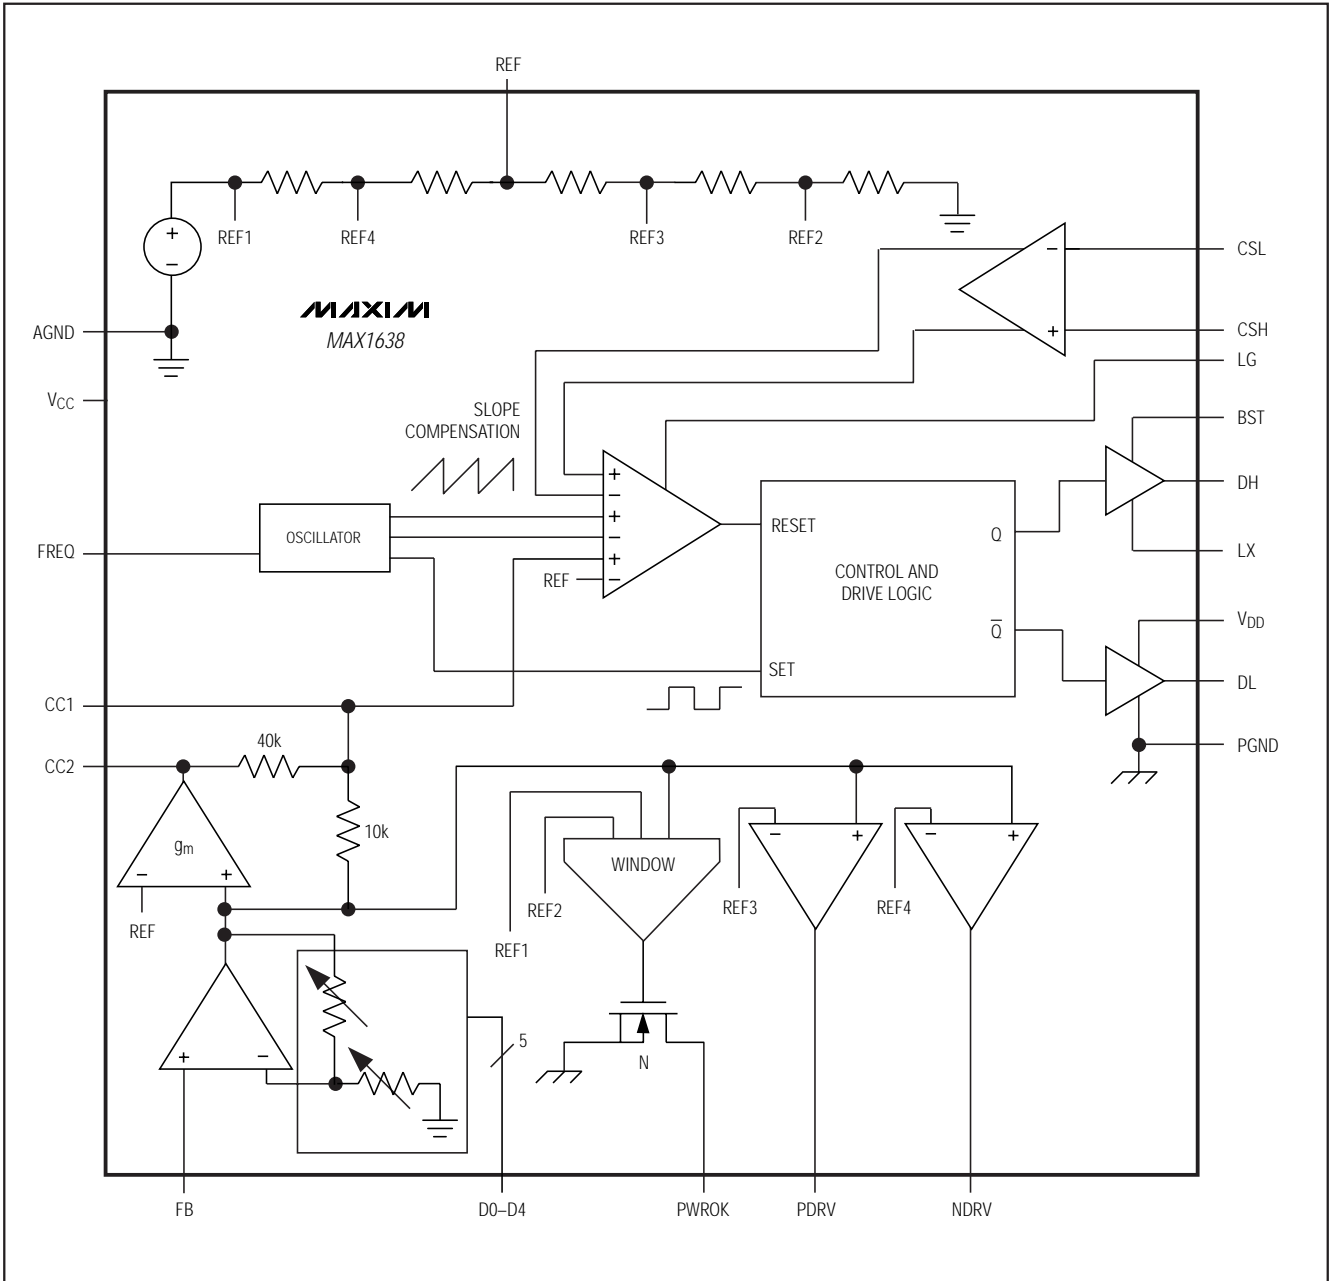 REF
REF1
REF4
REF3
REF2
+
−
AGND
MAXIM
MAX1638
VCC
− CSL
+ CSH
LG
BST
DH
LX
SLOPE
COMPENSATION
FREQ
OSCILLATOR
+
−
+
−
+
REF −
RESET
SET
CONTROL AND
DRIVE LOGIC
Q
Q̅
VDD
DL
PGND
CC1
CC2
40k
10k
gm
− +
REF
+ −
5
WINDOW
REF2
REF1
N
− +
REF3
− +
REF4
FB
D0–D4
PWROK
PDRV
NDRV